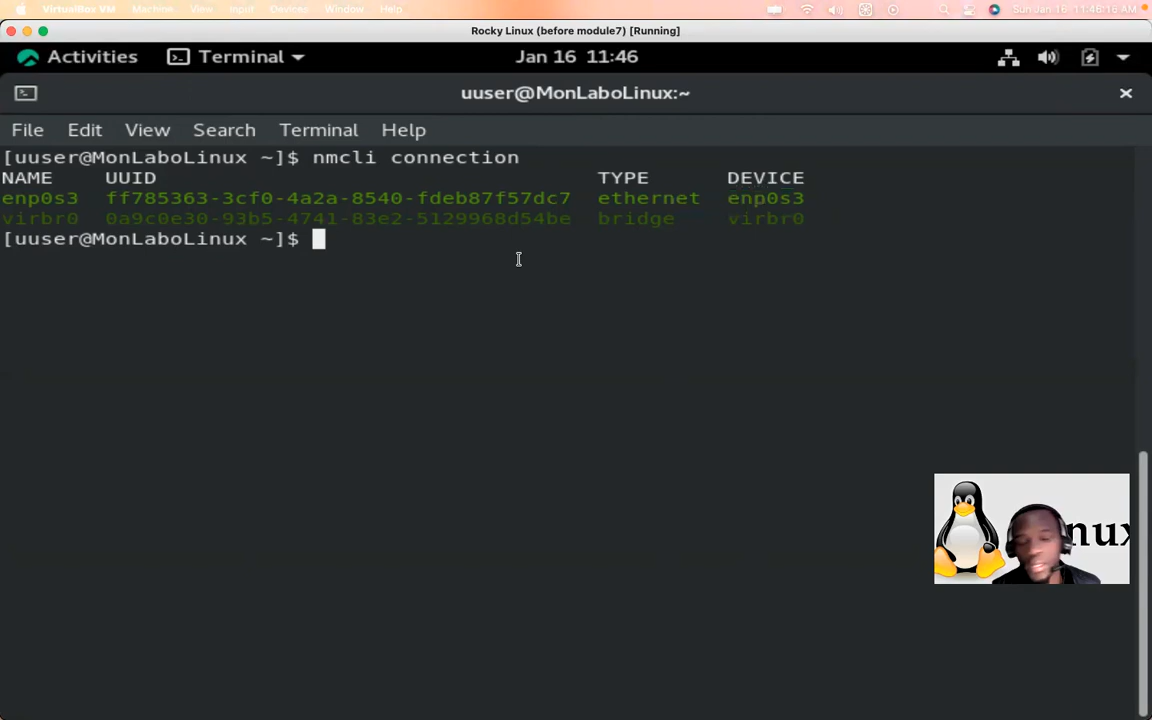 VirtualBox VM Machine View Input Devices Window Help Sun Jan 16 11:46:16 AM
Rocky Linux (before module7) [Running]
Activities Terminal Jan 16 11:46
uuser@MonLaboLinux:~
File Edit View Search Terminal Help
[uuser@MonLaboLinux ~]$ nmcli connection
NAME UUID TYPE DEVICE
enp0s3 ff785363-3cf0-4a2a-8540-fdeb87f57dc7 ethernet enp0s3
virbr0 0a9c0e30-93b5-4741-83e2-5129968d54be bridge virbr0
[uuser@MonLaboLinux ~]$
nux